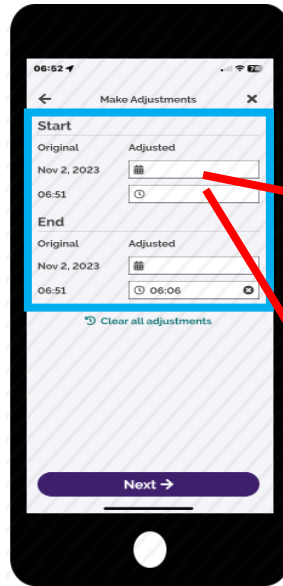 06:52
Make Adjustments
Start
Original Adjusted
Nov 2, 2023
06:51
End
Original Adjusted
Nov 2, 2023
06:51 06:06
Clear all adjustments
Next